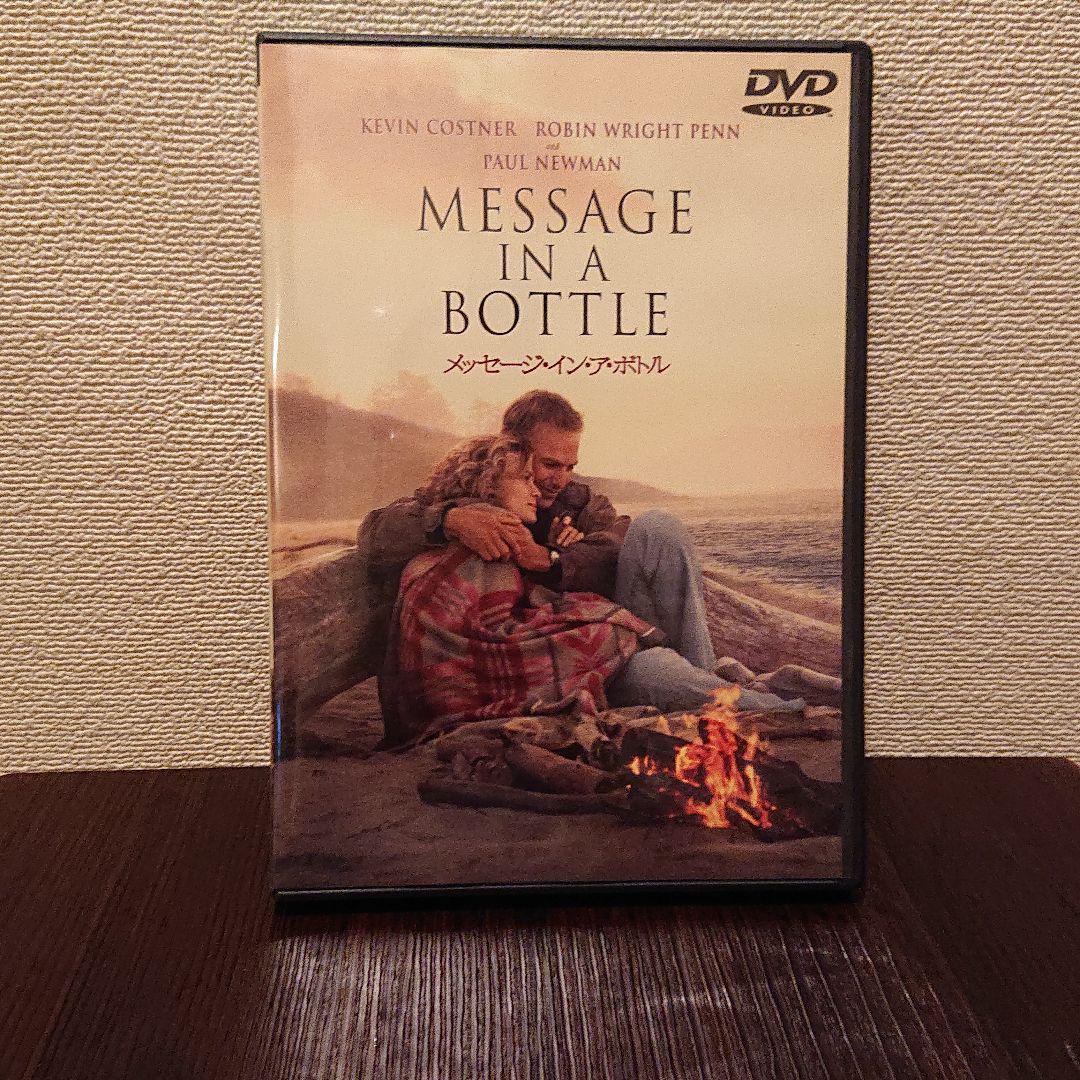 DVD
VIDEO
KEVIN COSTNER ROBIN WRIGHT PENN
and
PAUL NEWMAN
MESSAGE
IN A
BOTTLE
メッセージ・イン・ア・ボトル